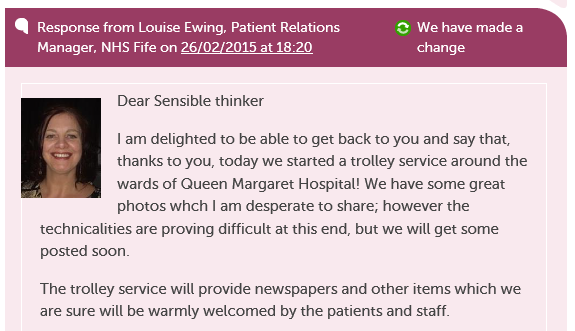 Response from Louise Ewing, Patient Relations
Manager, NHS Fife on 26/02/2015 at 18:20
We have made a
change
Dear Sensible thinker
I am delighted to be able to get back to you and say that,
thanks to you, today we started a trolley service around the
wards of Queen Margaret Hospital! We have some great
photos whch I am desperate to share; however the
technicalities are proving difficult at this end, but we will get some
posted soon.
The trolley service will provide newspapers and other items which we
are sure will be warmly welcomed by the patients and staff.